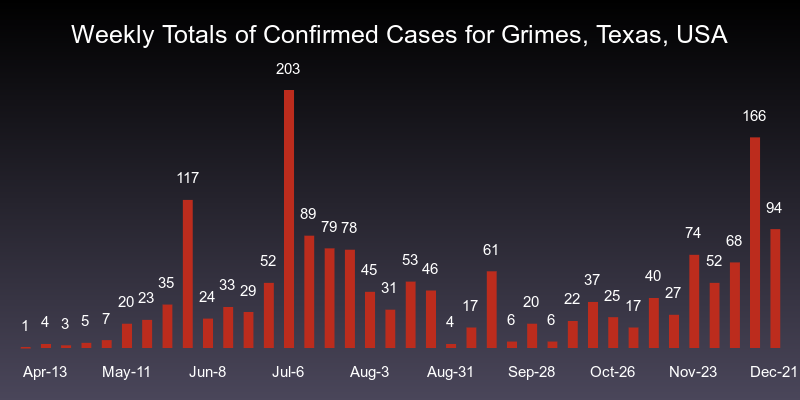 Weekly Totals of Confirmed Cases for Grimes, Texas, USA
1 4 3 5 7 20 23 35 117 24 33 29 52 203 89 79 78 45 31 53 46 4 17 61 6 20 6 22 37 25 17 40 27 74 52 68 166 94
Apr-13 May-11 Jun-8 Jul-6 Aug-3 Aug-31 Sep-28 Oct-26 Nov-23 Dec-21